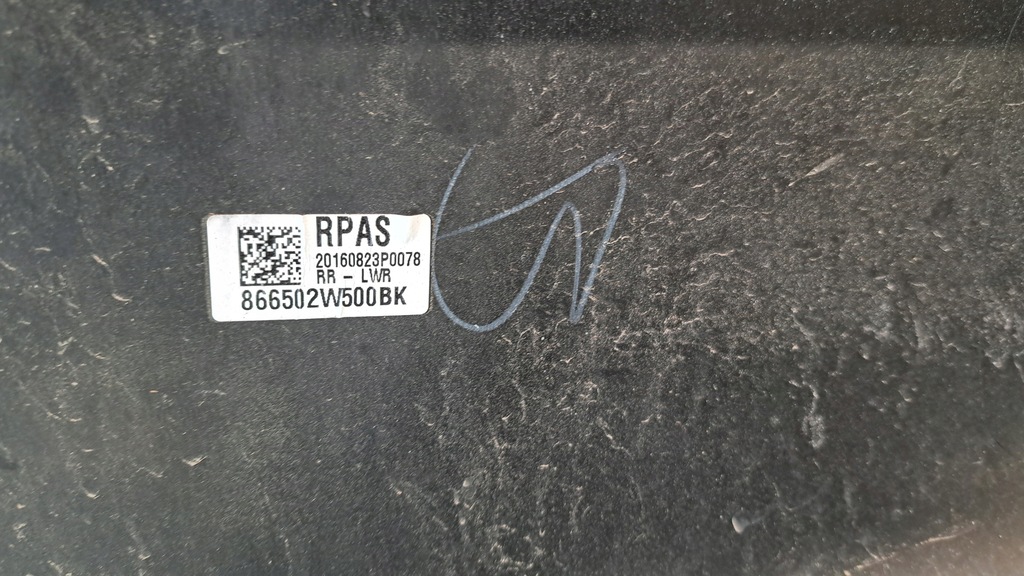 RPAS
20160823P0078
RR - LWR
866502W500BK